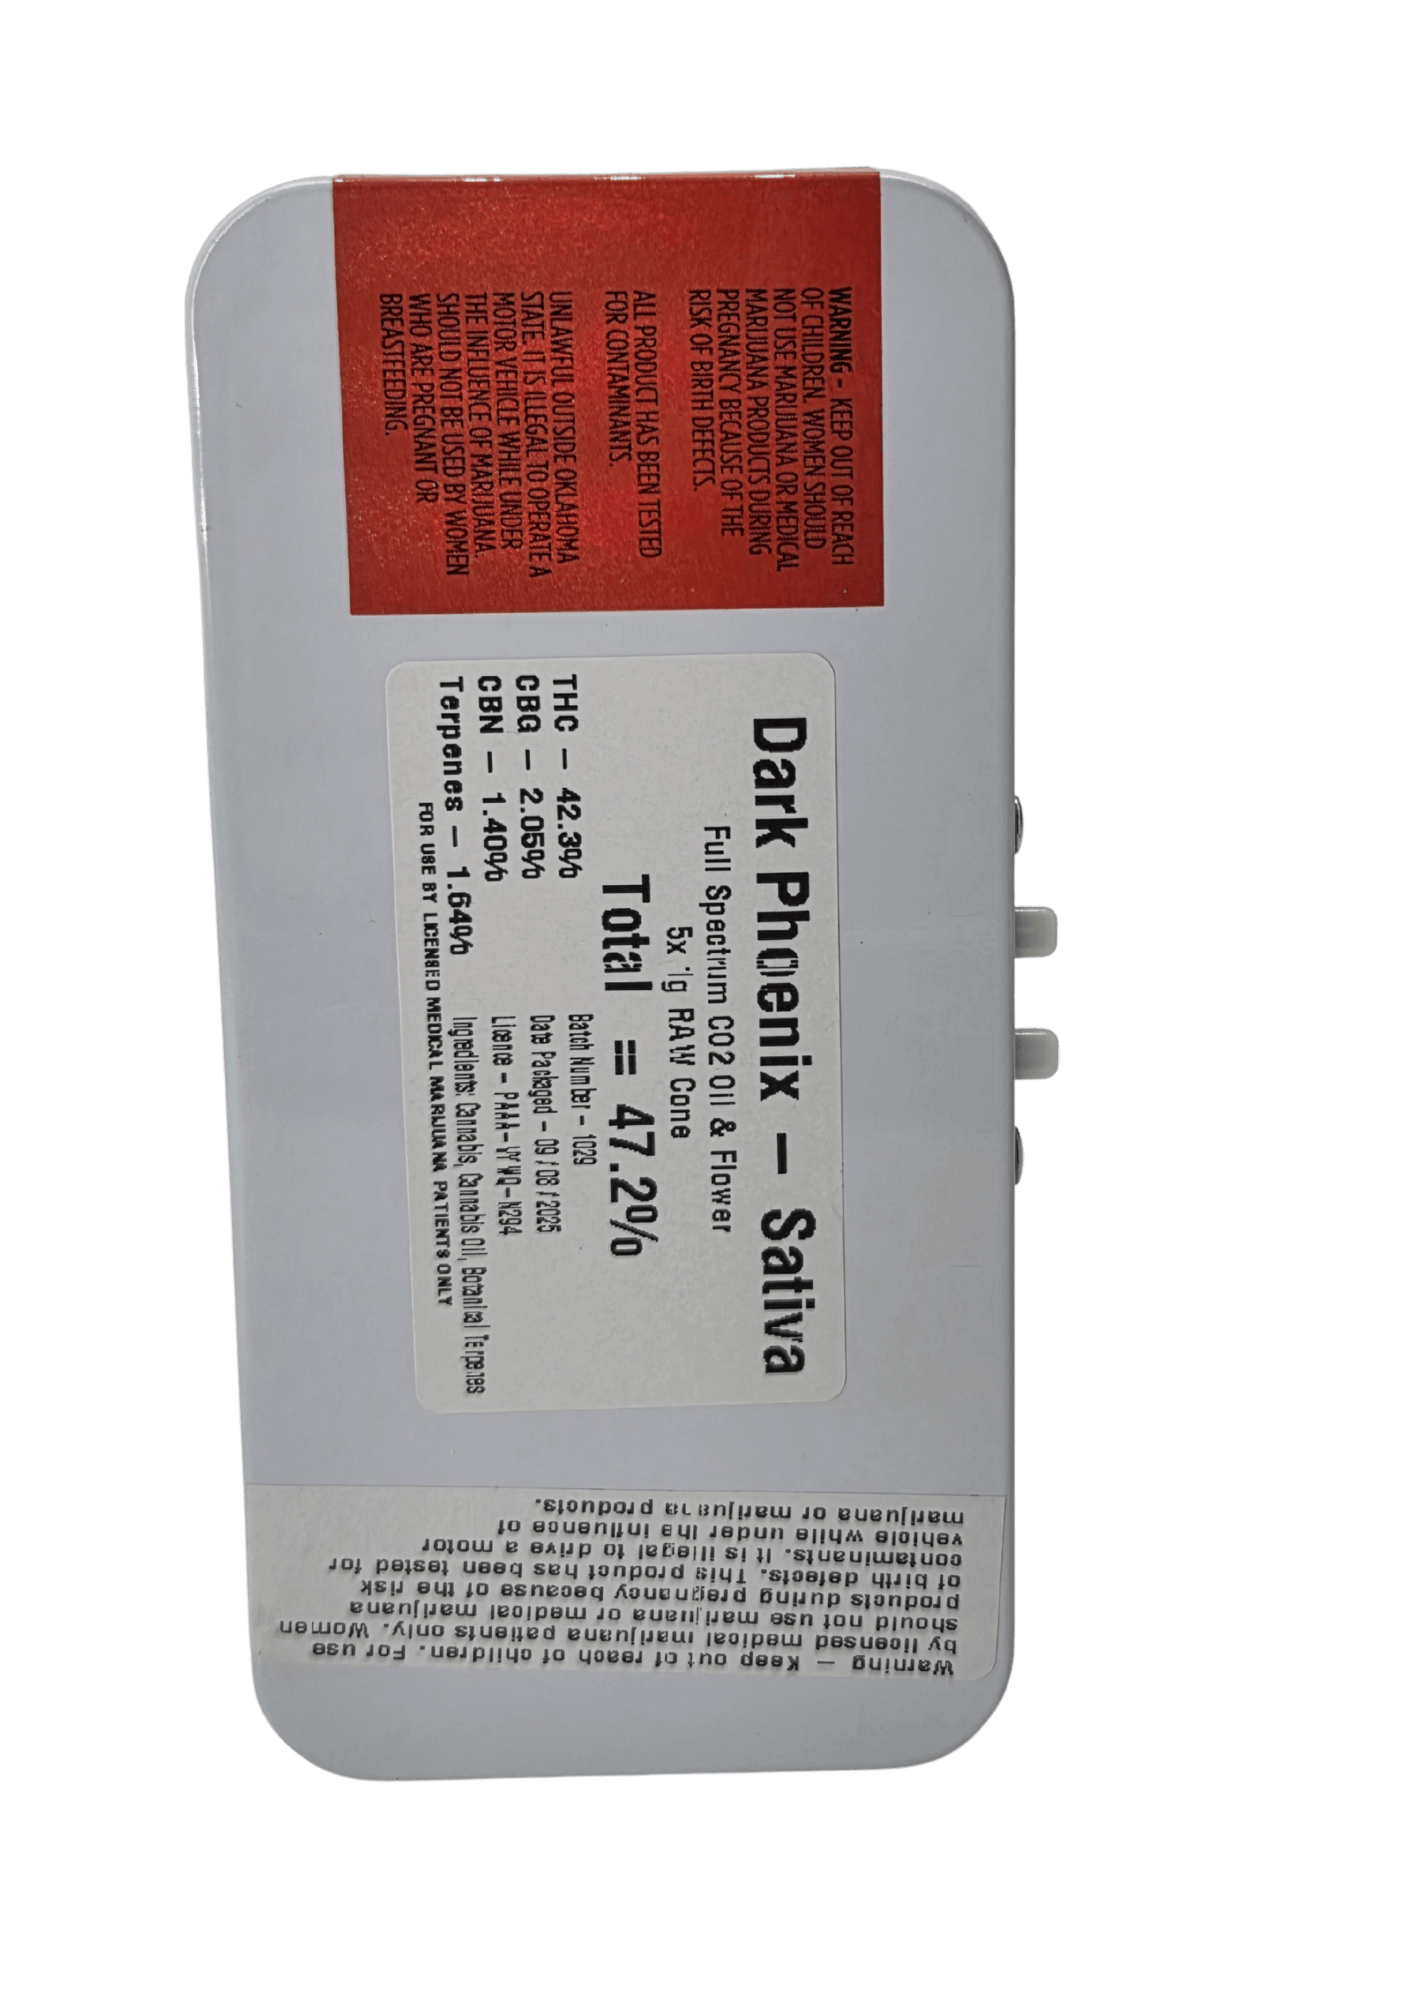 WARNING - KEEP OUT OF REACH
OF CHILDREN. WOMEN SHOULD
NOT USE MARIJUANA OR MEDICAL
MARIJUANA PRODUCTS DURING
PREGNANCY BECAUSE OF THE
RISK OF BIRTH DEFECTS.
ALL PRODUCT HAS BEEN TESTED
FOR CONTAMINANTS.
UNLAWFUL OUTSIDE OKLAHOMA
STATE. IT IS ILLEGAL TO OPERATE A
MOTOR VEHICLE WHILE UNDER
THE INFLUENCE OF MARIJUANA.
SHOULD NOT BE USED BY WOMEN
WHO ARE PREGNANT OR
BREASTFEEDING.
Dark Phoenix - Sativa
Full Spectrum CO2 Oil & Flower
5x 1g RAW Cone
Total = 47.2%
THC - 42.3%
CBG - 2.05%
CBN - 1.40%
Terpenes - 1.64%
Batch Number - 1029
Date Packaged - 09/08/2025
Licence - PAAA-VYWQ-N294
Ingredients: Cannabis, Cannabis Oil, Botanical Terpenes
FOR USE BY LICENSED MEDICAL MARIJUANA PATIENTS ONLY
Warning - Keep out of reach of children. For use
by licensed medical marijuana patients only. Women
should not use marijuana or medical marijuana
products during pregnancy because of the risk
of birth defects. This product has been tested for
contaminants. It is illegal to drive a motor
vehicle while under the influence of
marijuana or marijuana products.